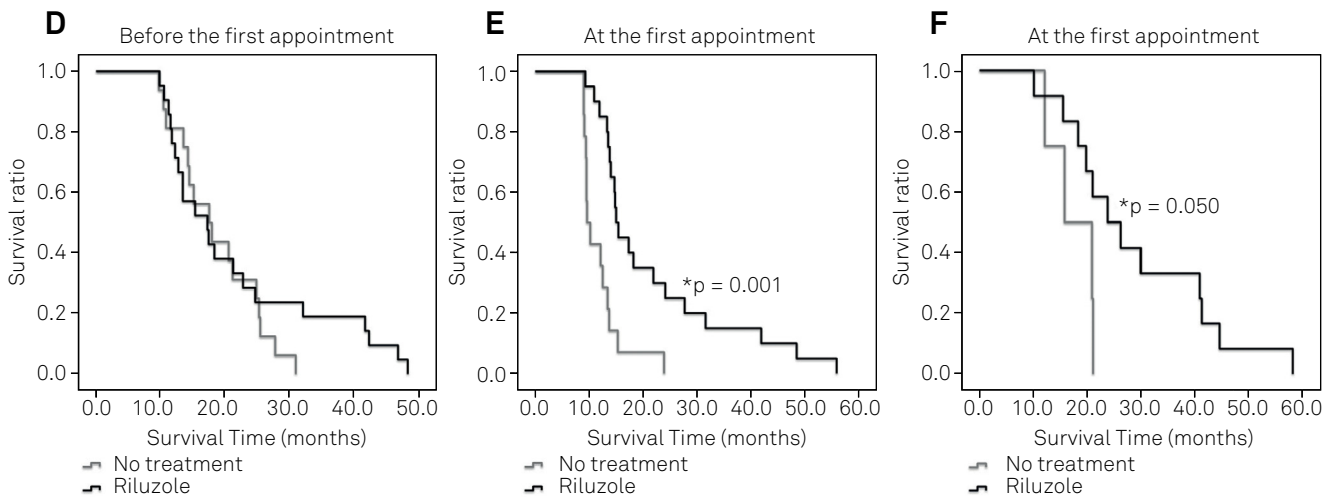 D
Before the first appointment
Survival ratio
1.0
0.8
0.6
0.4
0.2
0.0
0.0 10.0 20.0 30.0 40.0 50.0
Survival Time (months)
No treatment
Riluzole
E
At the first appointment
Survival ratio
1.0
0.8
0.6
0.4
0.2
0.0
*p = 0.001
0.0 10.0 20.0 30.0 40.0 50.0 60.0
Survival Time (months)
No treatment
Riluzole
F
At the first appointment
Survival ratio
1.0
0.8
0.6
0.4
0.2
0.0
*p = 0.050
0.0 10.0 20.0 30.0 40.0 50.0 60.0
Survival Time (months)
No treatment
Riluzole